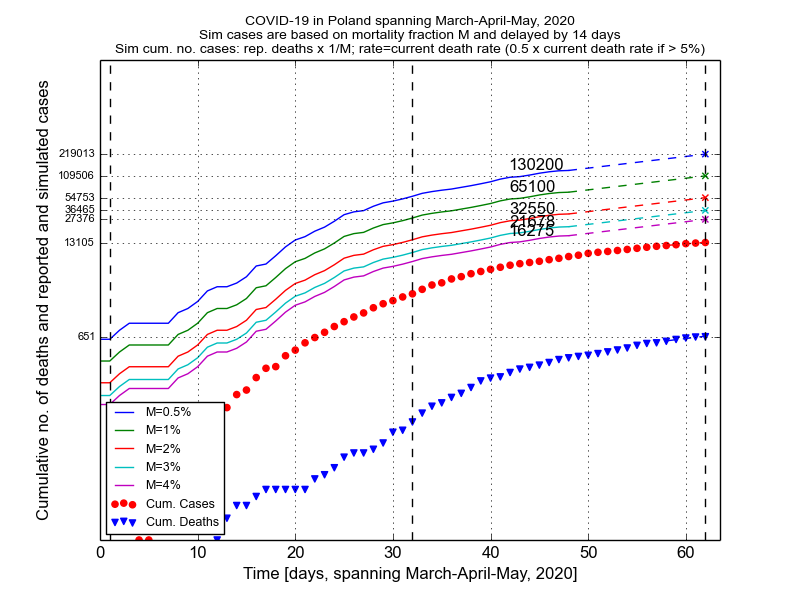 COVID-19 in Poland spanning March-April-May, 2020
Sim cases are based on mortality fraction M and delayed by 14 days
Sim cum. no. cases: rep. deaths x 1/M; rate=current death rate (0.5 x current death rate if > 5%)
Cumulative no. of deaths and reported and simulated cases
219013
109506
54753
36465
27376
13105
651
130200
65100
32550
21678
16275
M=0.5%
M=1%
M=2%
M=3%
M=4%
Cum. Cases
Cum. Deaths
0 10 20 30 40 50 60
Time [days, spanning March-April-May, 2020]